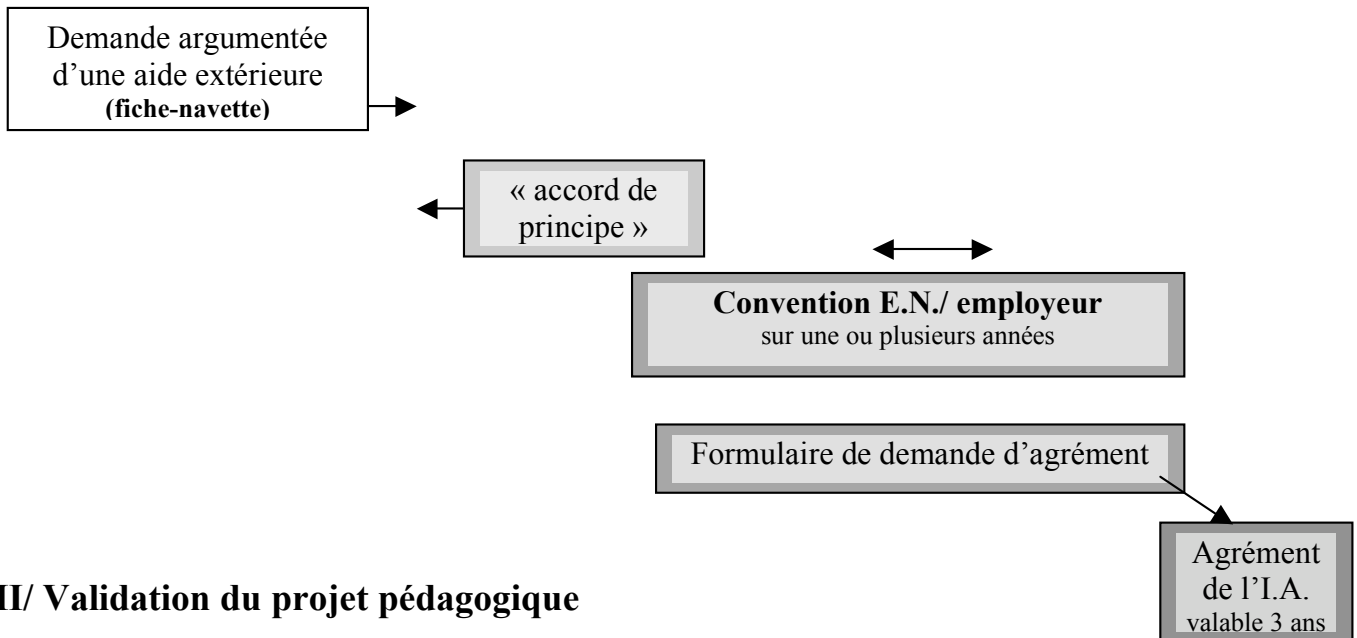 Demande argumentée
d’une aide extérieure
(fiche-navette)
« accord de
principe »
Convention E.N./ employeur
sur une ou plusieurs années
Formulaire de demande d’agrément
Agrément
de l’I.A.
valable 3 ans
II/ Validation du projet pédagogique